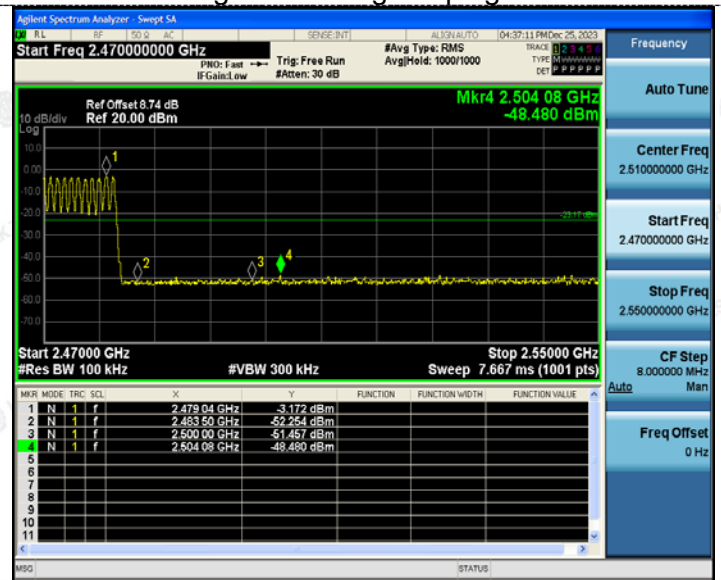 Agilent Spectrum Analyzer - Swept SA
RL RF 50 Ω AC SENSE:INT ALIGNAUTO 04:37:11 PM Dec 25, 2023
Start Freq 2.470000000 GHz
PNO: Fast
IFGain:Low
Trig: Free Run
#Atten: 30 dB
#Avg Type: RMS
Avg|Hold: 1000/1000
TRACE 1 2 3 4 5 6
TYPE MWWWWW
DET P P P P P P
Frequency
Mkr4 2.504 08 GHz
-48.480 dBm
Ref Offset 8.74 dB
Ref 20.00 dBm
10 dB/div
Log
10.0
0.00
-10.0
-20.0
-30.0
-40.0
-50.0
-60.0
-70.0
1
2
3
4
-23.17 dBm
Start 2.47000 GHz Stop 2.55000 GHz
#Res BW 100 kHz #VBW 300 kHz Sweep 7.667 ms (1001 pts)
MKR MODE TRC SCL X Y FUNCTION FUNCTION WIDTH FUNCTION VALUE
1 N 1 f 2.479 04 GHz -3.172 dBm
2 N 1 f 2.483 50 GHz -52.254 dBm
3 N 1 f 2.500 00 GHz -51.457 dBm
4 N 1 f 2.504 08 GHz -48.480 dBm
5
6
7
8
9
10
11
MSG STATUS
Auto Tune
Center Freq
2.510000000 GHz
Start Freq
2.470000000 GHz
Stop Freq
2.550000000 GHz
CF Step
8.000000 MHz
Auto Man
Freq Offset
0 Hz